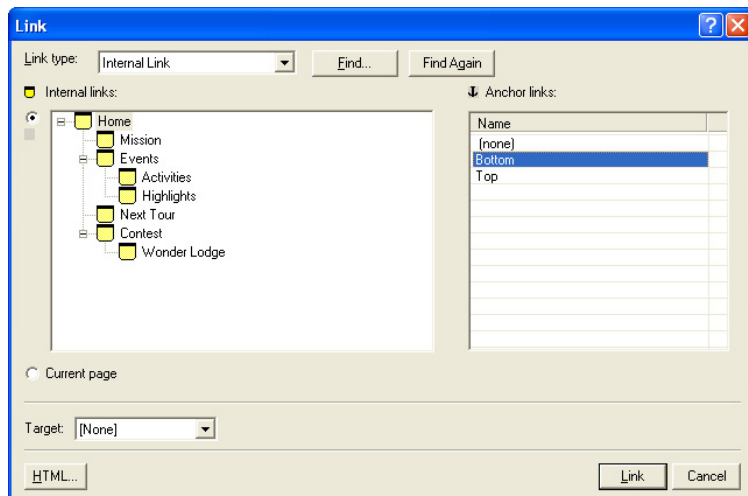 Link
Link type: Internal Link Find... Find Again
Internal links: Anchor links:
Home
Mission
Events
Activities
Highlights
Next Tour
Contest
Wonder Lodge
Name
(none)
Bottom
Top
Current page
Target: [None]
HTML... Link Cancel